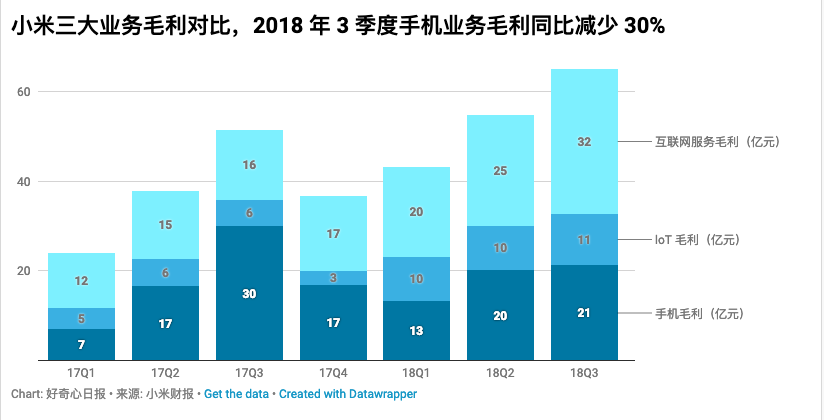 小米三大业务毛利对比，2018 年 3 季度手机业务毛利同比减少 30%
60
40
20
12
5
7
15
6
17
16
6
30
17
3
17
20
10
13
25
10
20
32
11
21
互联网服务毛利（亿元）
IoT 毛利（亿元）
手机毛利（亿元）
17Q1
17Q2
17Q3
17Q4
18Q1
18Q2
18Q3
Chart: 好奇心日报 • 来源: 小米财报 • Get the data • Created with Datawrapper